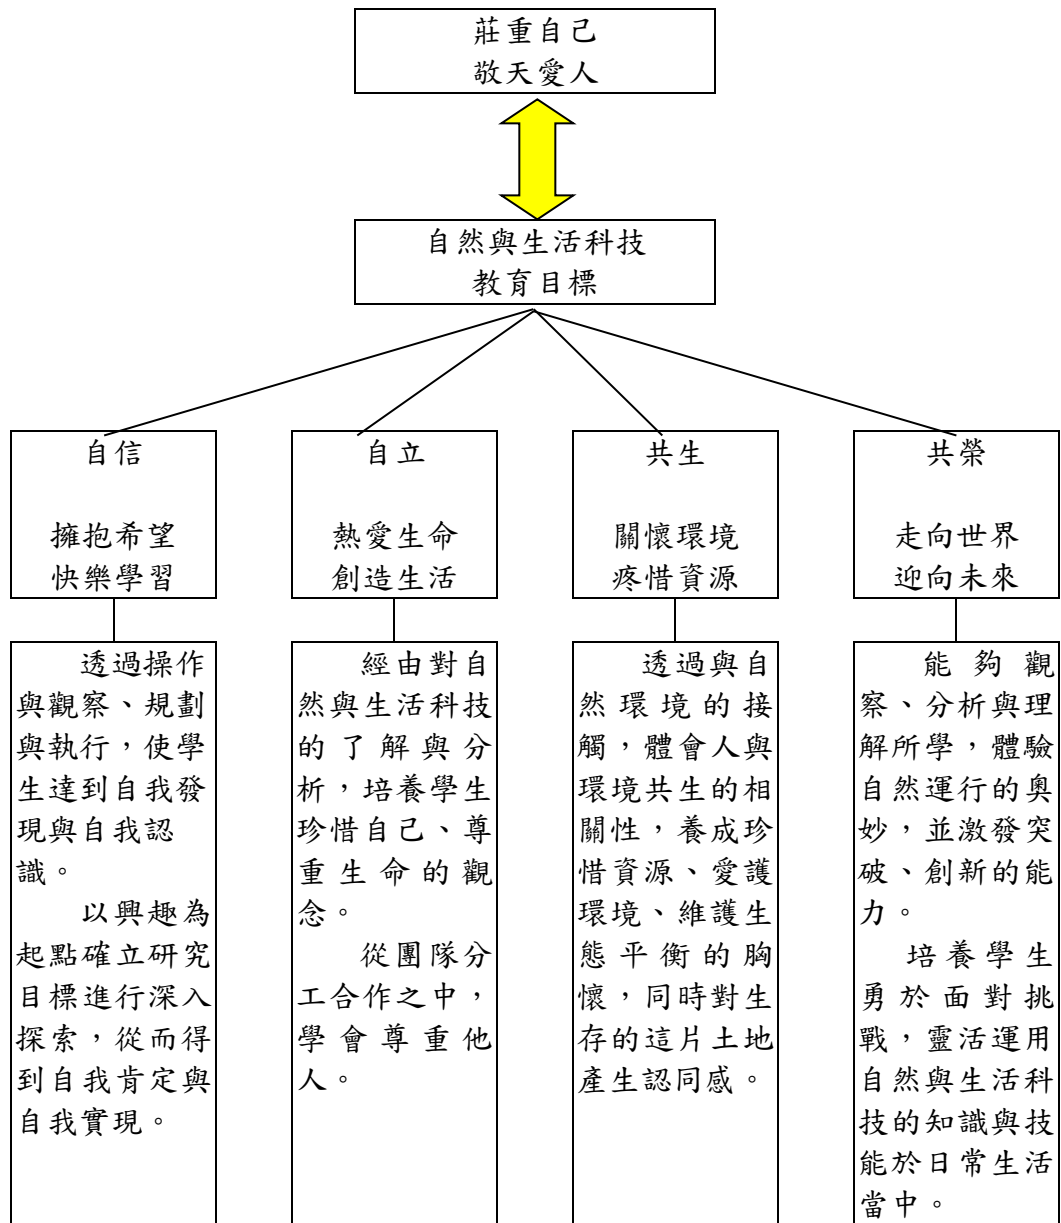 莊重自己
敬天愛人
自然與生活科技
教育目標
自信
擁抱希望
快樂學習
自立
熱愛生命
創造生活
共生
關懷環境
疼惜資源
共榮
走向世界
迎向未來
透過操作
與觀察、規劃
與執行，使學
生達到自我發
現與自我認
識。
以興趣為
起點確立研究
目標進行深入
探索，從而得
到自我肯定與
自我實現。
經由對自
然與生活科技
的了解與分
析，培養學生
珍惜自己、尊
重生命的觀
念。
從團隊分
工合作之中，
學會尊重他
人。
透過與自
然環境的接
觸，體會人與
環境共生的相
關性，養成珍
惜資源、愛護
環境、維護生
態平衡的胸
懷，同時對生
存的這片土地
產生認同感。
能夠觀
察、分析與理
解所學，體驗
自然運行的奧
妙，並激發突
破、創新的能
力。
培養學生
勇於面對挑
戰，靈活運用
自然與生活科
技的知識與技
能於日常生活
當中。